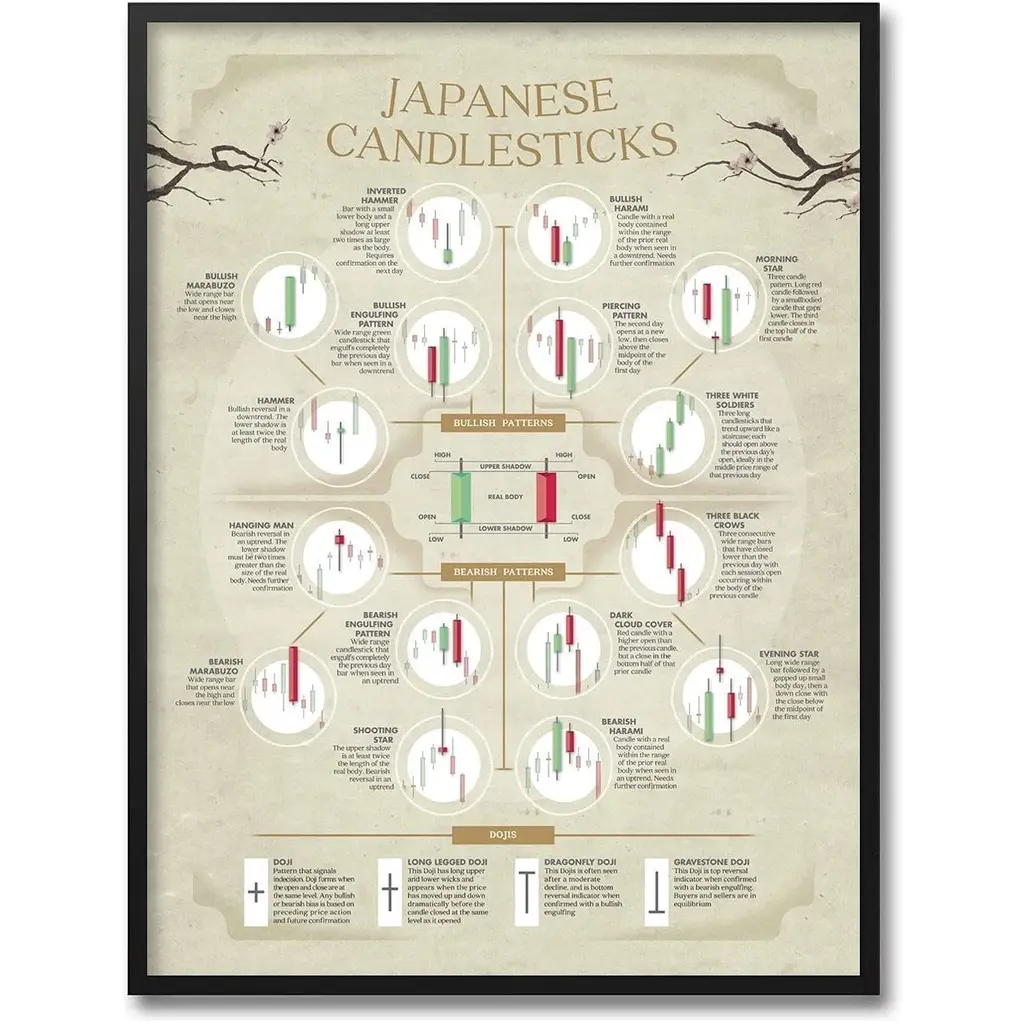 JAPANESE
CANDLESTICKS
INVERTED
HAMMER
Bar with a small
lower body and a
long upper
shadow at least
two times as large
as the body.
Requires
confirmation on the
next day
BULLISH
HARAMI
Candle with a real
body contained
within the range
of the prior real
body when seen in
a downtrend. Needs
further confirmation
BULLISH
MARABUZO
Wide range bar
that opens near
the low and closes
near the high
MORNING
STAR
Three candle
pattern. Long red
candle followed
by a smallbodied
candle that gaps
lower. The third
candle closes in
the top half of the
first candle
BULLISH
ENGULFING
PATTERN
Wide range green
candlestick that
engulfs completely
the previous day
bar when seen in a
downtrend
PIERCING
PATTERN
The second day
opens at a new
low, then closes
above the
midpoint of the
body of the
first day
HAMMER
Bullish reversal in a
downtrend. The
lower shadow is
at least twice the
length of the real
body
THREE WHITE
SOLDIERS
Three long
candlesticks that
trend upward like a
staircase; each
should open above
the previous day's
open, ideally in the
middle price range of
that previous day
BULLISH PATTERNS
HIGH
HIGH
UPPER SHADOW
CLOSE
OPEN
REAL BODY
OPEN
CLOSE
LOWER SHADOW
LOW
LOW
BEARISH PATTERNS
HANGING MAN
Bearish reversal in
an uptrend. The
lower shadow
must be two times
greater than the
size of the real
body. Needs further
confirmation
THREE BLACK
CROWS
Three consecutive
wide range bars
that have closed
lower than the
previous day with
each session's open
occurring within
the body of the
previous candle
BEARISH
ENGULFING
PATTERN
Wide range
candlestick that
engulfs completely
the previous day
bar when seen in
an uptrend
DARK
CLOUD COVER
Red candle with a
higher open than
the previous candle,
but a close in the
bottom half of that
prior candle
BEARISH
MARABUZO
Wide range bar
that opens near
the high and
closes near the low
EVENING STAR
Long wide range
bar followed by a
gapped up small
body day, then a
down close with
the close below
the midpoint of
the first day
SHOOTING
STAR
The upper shadow
is at least twice
the length of the
real body. Bearish
reversal in an
uptrend
BEARISH
HARAMI
Candle with a real
body contained
within the range
of the prior real
body when seen in
an uptrend. Needs
further confirmation
DOJIS
DOJI
Pattern that signals
indecision. Doji forms when
the open and close are at
the same level. Any bullish
or bearish bias is based on
preceding price action
and future confirmation
LONG LEGGED DOJI
This Doji has long upper
and lower wicks and
appears when the price
has moved up and down
dramatically before the
candle closed at the same
level as it opened
DRAGONFLY DOJI
This Dojis is often seen
after a moderate
decline, and is bottom
reversal indicator when
confirmed with a bullish
engulfing
GRAVESTONE DOJI
This Doji is top reversal
indicator when confirmed
with a bearish engulfing.
Buyers and sellers are in
equilibrium